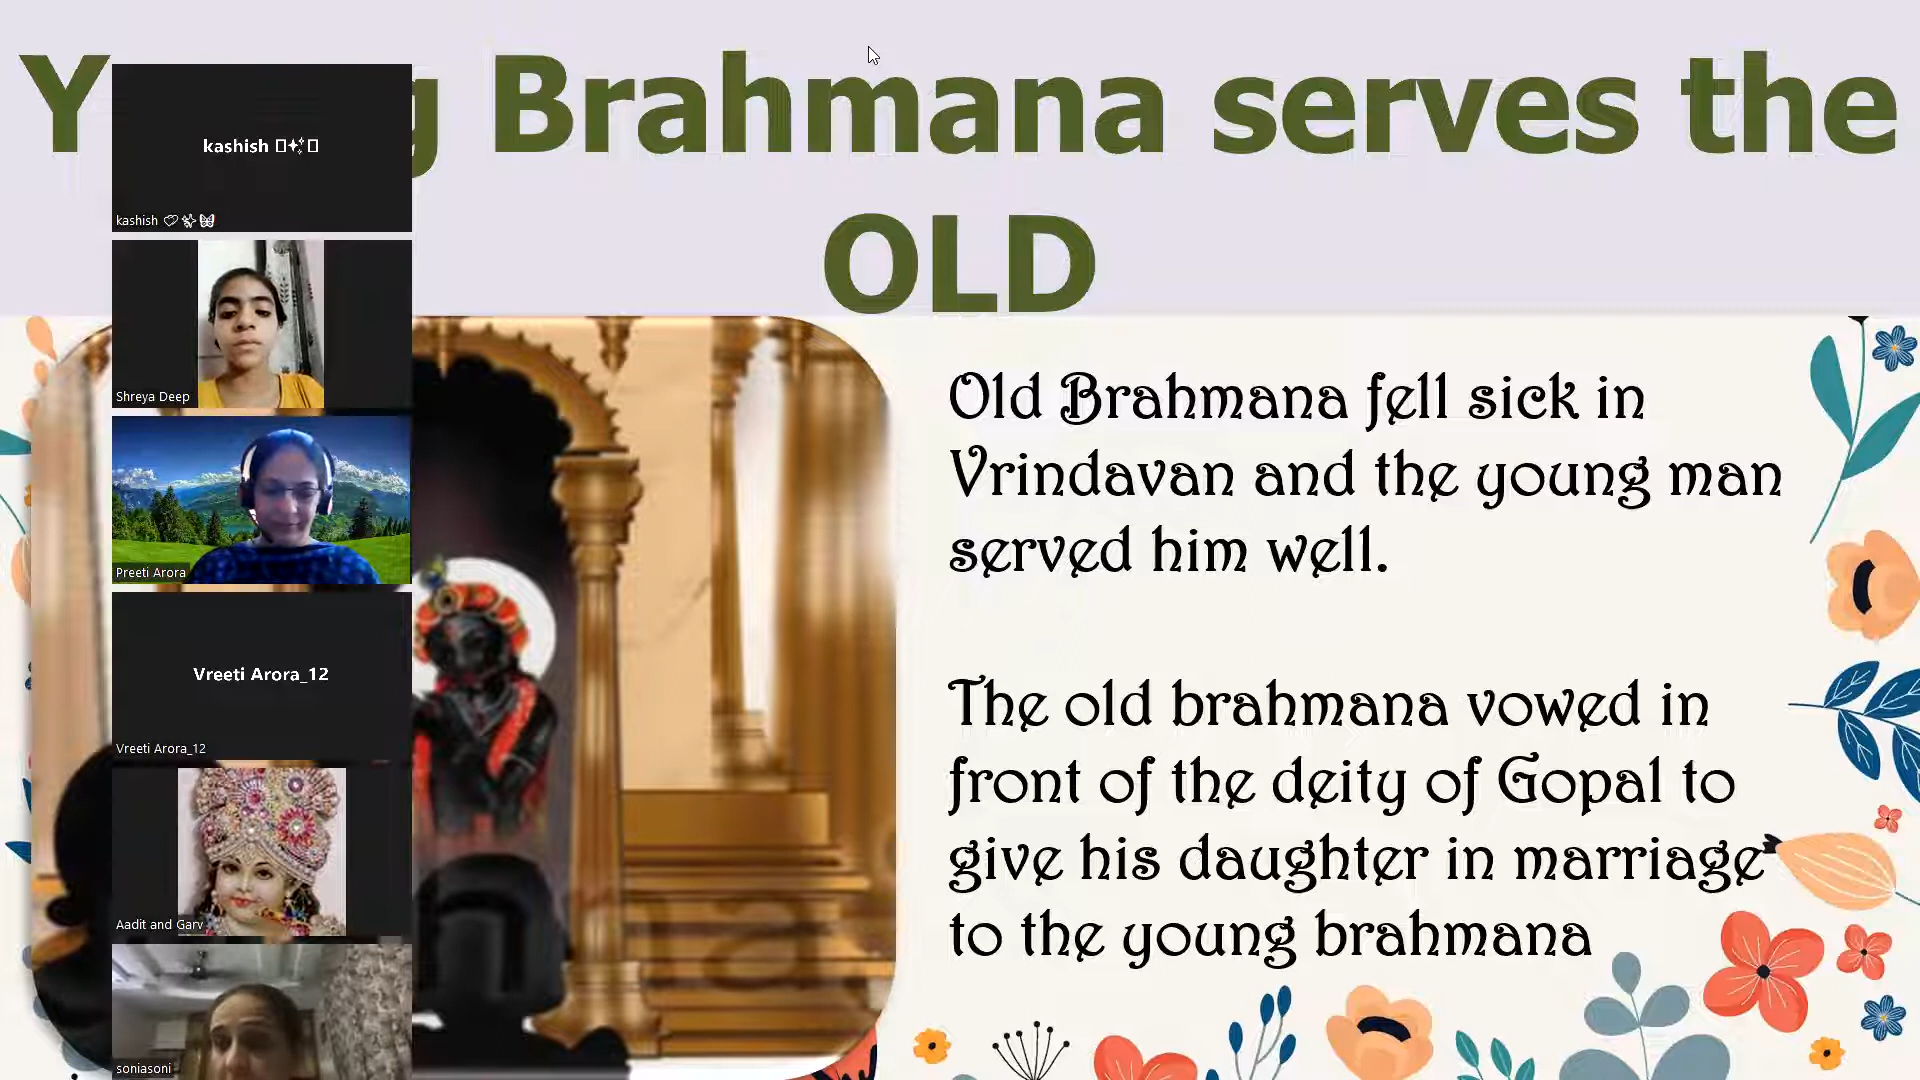 Y g Brahmana serves the
OLD
kashish
kashish
Shreya Deep
Preeti Arora
Vreeti Arora_12
Vreeti Arora_12
Aadit and Garv
soniasoni
Old Brahmana fell sick in
Vrindavan and the young man
served him well.
The old brahmana vowed in
front of the deity of Gopal to
give his daughter in marriage
to the young brahmana